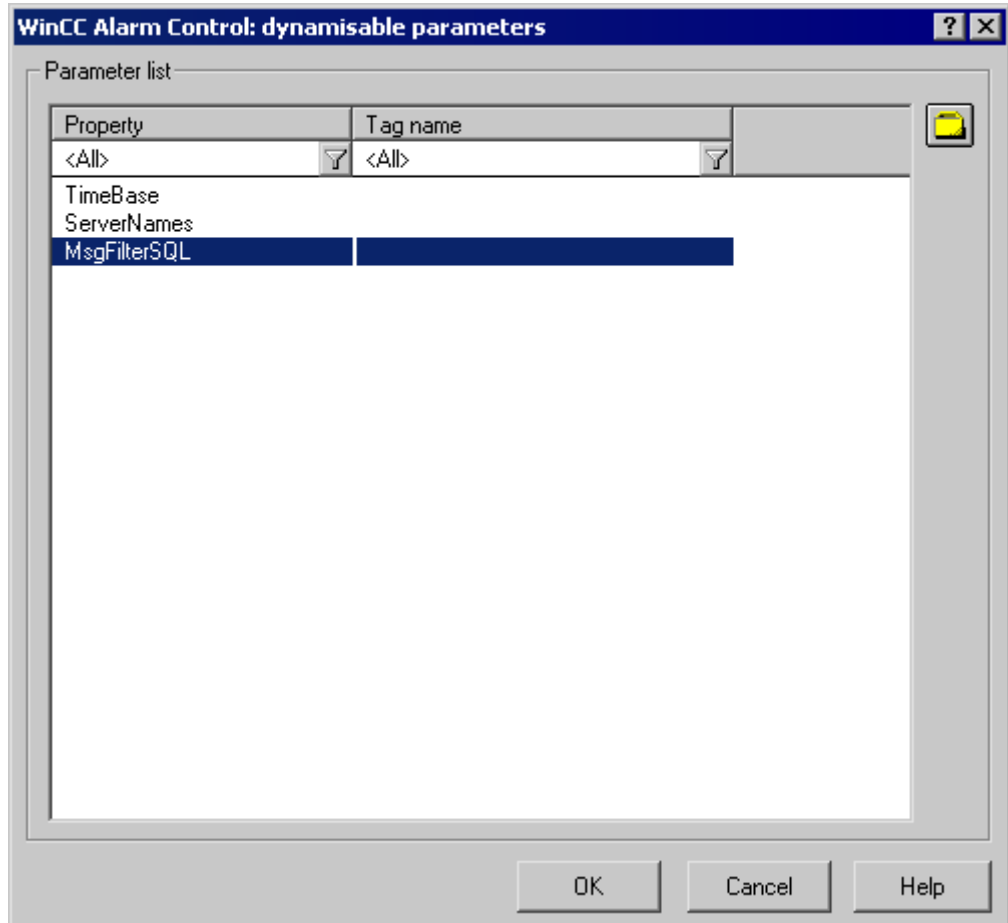 WinCC Alarm Control: dynamisable parameters
Parameter list
Property Tag name
<All> <All>
TimeBase
ServerNames
MsgFilterSQL
OK Cancel Help